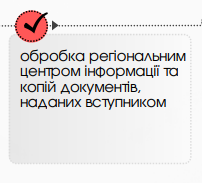 обробка регіональним
центром інформації та
копій документів,
наданих вступником